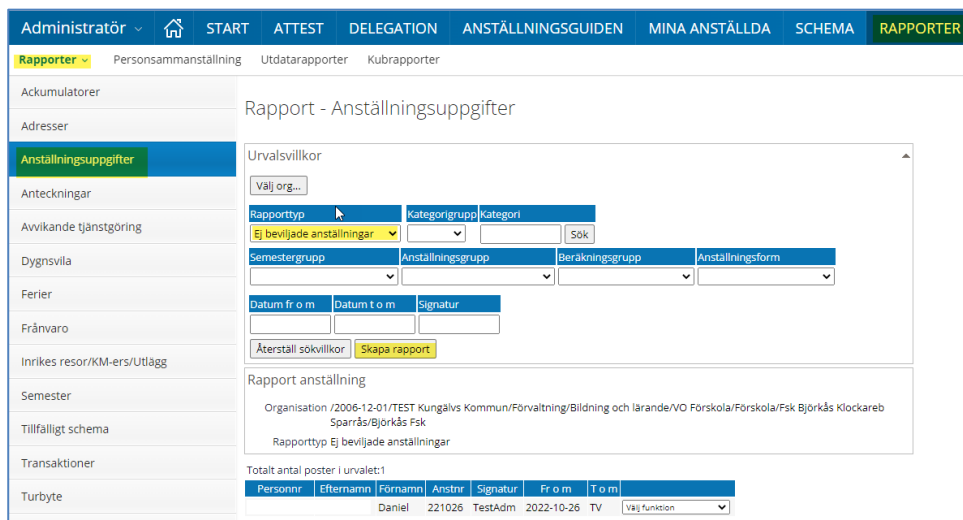 Administratör START ATTEST DELEGATION ANSTÄLLNINGSGUIDEN MINA ANSTÄLLDA SCHEMA RAPPORTER
Rapporter Personsammanställning Utdatarapporter Kubrapporter
Ackumulatorer
Adresser
Anställningsuppgifter
Anteckningar
Avvikande tjänstgöring
Dygnsvila
Ferier
Frånvaro
Inrikes resor/KM-ers/Utlägg
Semester
Tillfälligt schema
Transaktioner
Turbyte
Rapport - Anställningsuppgifter
Urvalsvillkor
Välj org...
Rapporttyp Kategorigrupp Kategori
Ej beviljade anställningar Sök
Semestergrupp Anställningsgrupp Beräkningsgrupp Anställningsform
Datum fr o m Datum t o m Signatur
Återställ sökvillkor Skapa rapport
Rapport anställning
Organisation /2006-12-01/TEST Kungälvs Kommun/Förvaltning/Bildning och lärande/VO Förskola/Förskola/Fsk Björkås Klockareb
Sparrås/Björkås Fsk
Rapporttyp Ej beviljade anställningar
Totalt antal poster i urvalet:1
Personnr Efternamn Förnamn Anstnr Signatur Fr o m T o m
Daniel 221026 TestAdm 2022-10-26 TV Välj funktion